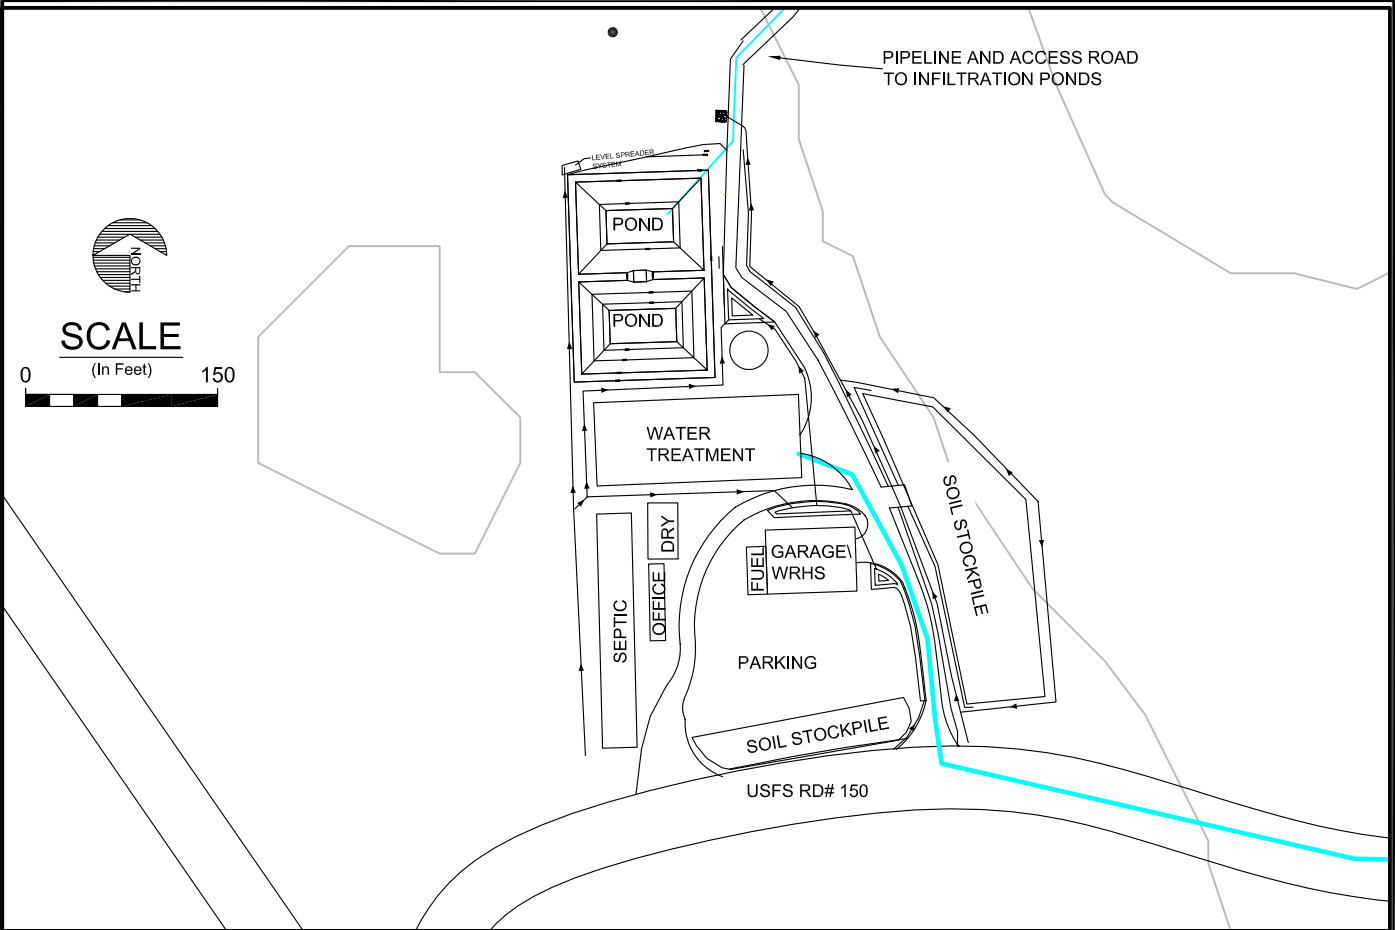 PIPELINE AND ACCESS ROAD
TO INFILTRATION PONDS
LEVEL SPREADER
SYSTEM
POND
NORTH
POND
SCALE
(In Feet)
0 150
WATER
TREATMENT
SOIL STOCKPILE
DRY
GARAGE\
WRHS
FUEL
OFFICE
SEPTIC
PARKING
SOIL STOCKPILE
USFS RD# 150